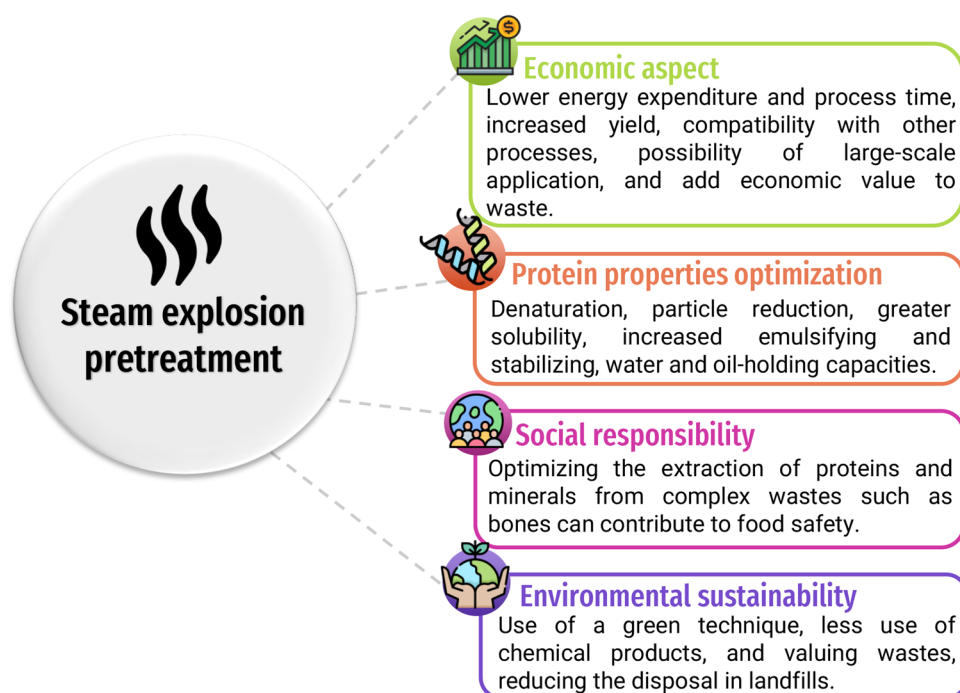 Steam explosion
pretreatment
$
Economic aspect
Lower energy expenditure and process time,
increased yield, compatibility with other
processes, possibility of large-scale
application, and add economic value to
waste.
Protein properties optimization
Denaturation, particle reduction, greater
solubility, increased emulsifying and
stabilizing, water and oil-holding capacities.
Social responsibility
Optimizing the extraction of proteins and
minerals from complex wastes such as
bones can contribute to food safety.
Environmental sustainability
Use of a green technique, less use of
chemical products, and valuing wastes,
reducing the disposal in landfills.